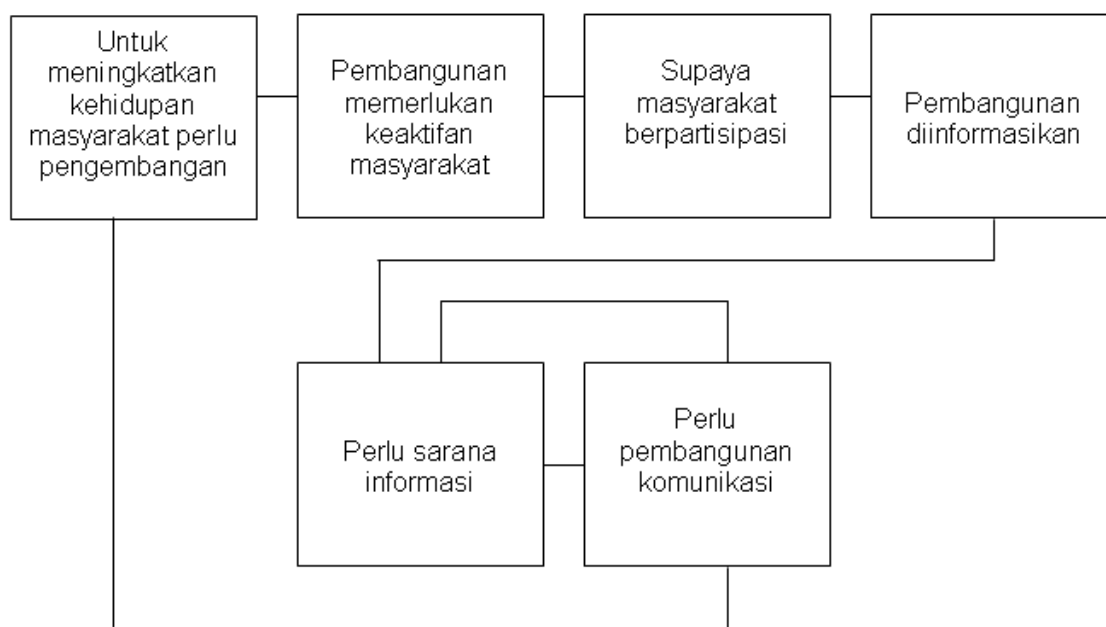 Untuk
meningkatkan
kehidupan
masyarakat perlu
pengembangan
Pembangunan
memerlukan
keaktifan
masyarakat
Supaya
masyarakat
berpartisipasi
Pembangunan
diinformasikan
Perlu sarana
informasi
Perlu
pembangunan
komunikasi